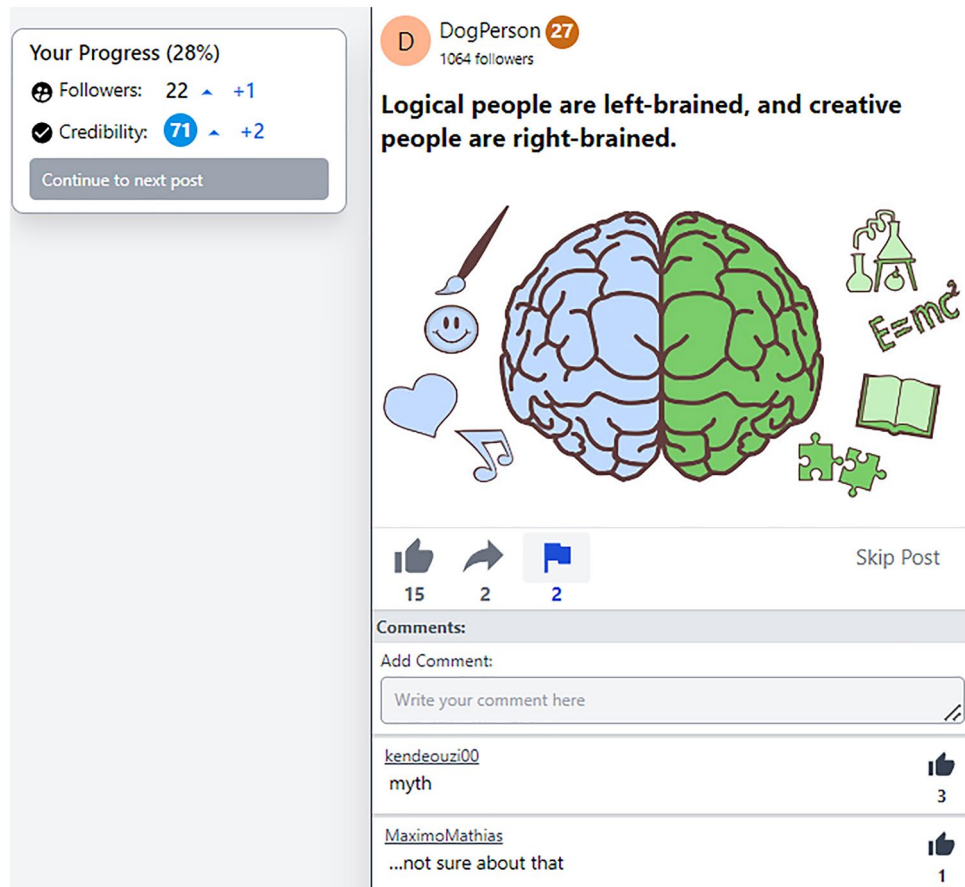 Your Progress (28%)
Followers: 22 +1
Credibility: 71 +2
Continue to next post
D
DogPerson 27
1064 followers
Logical people are left-brained, and creative
people are right-brained.
E=mc²
15 2 2
Skip Post
Comments:
Add Comment:
Write your comment here
kendeouzi00
myth
3
MaximoMathias
...not sure about that
1